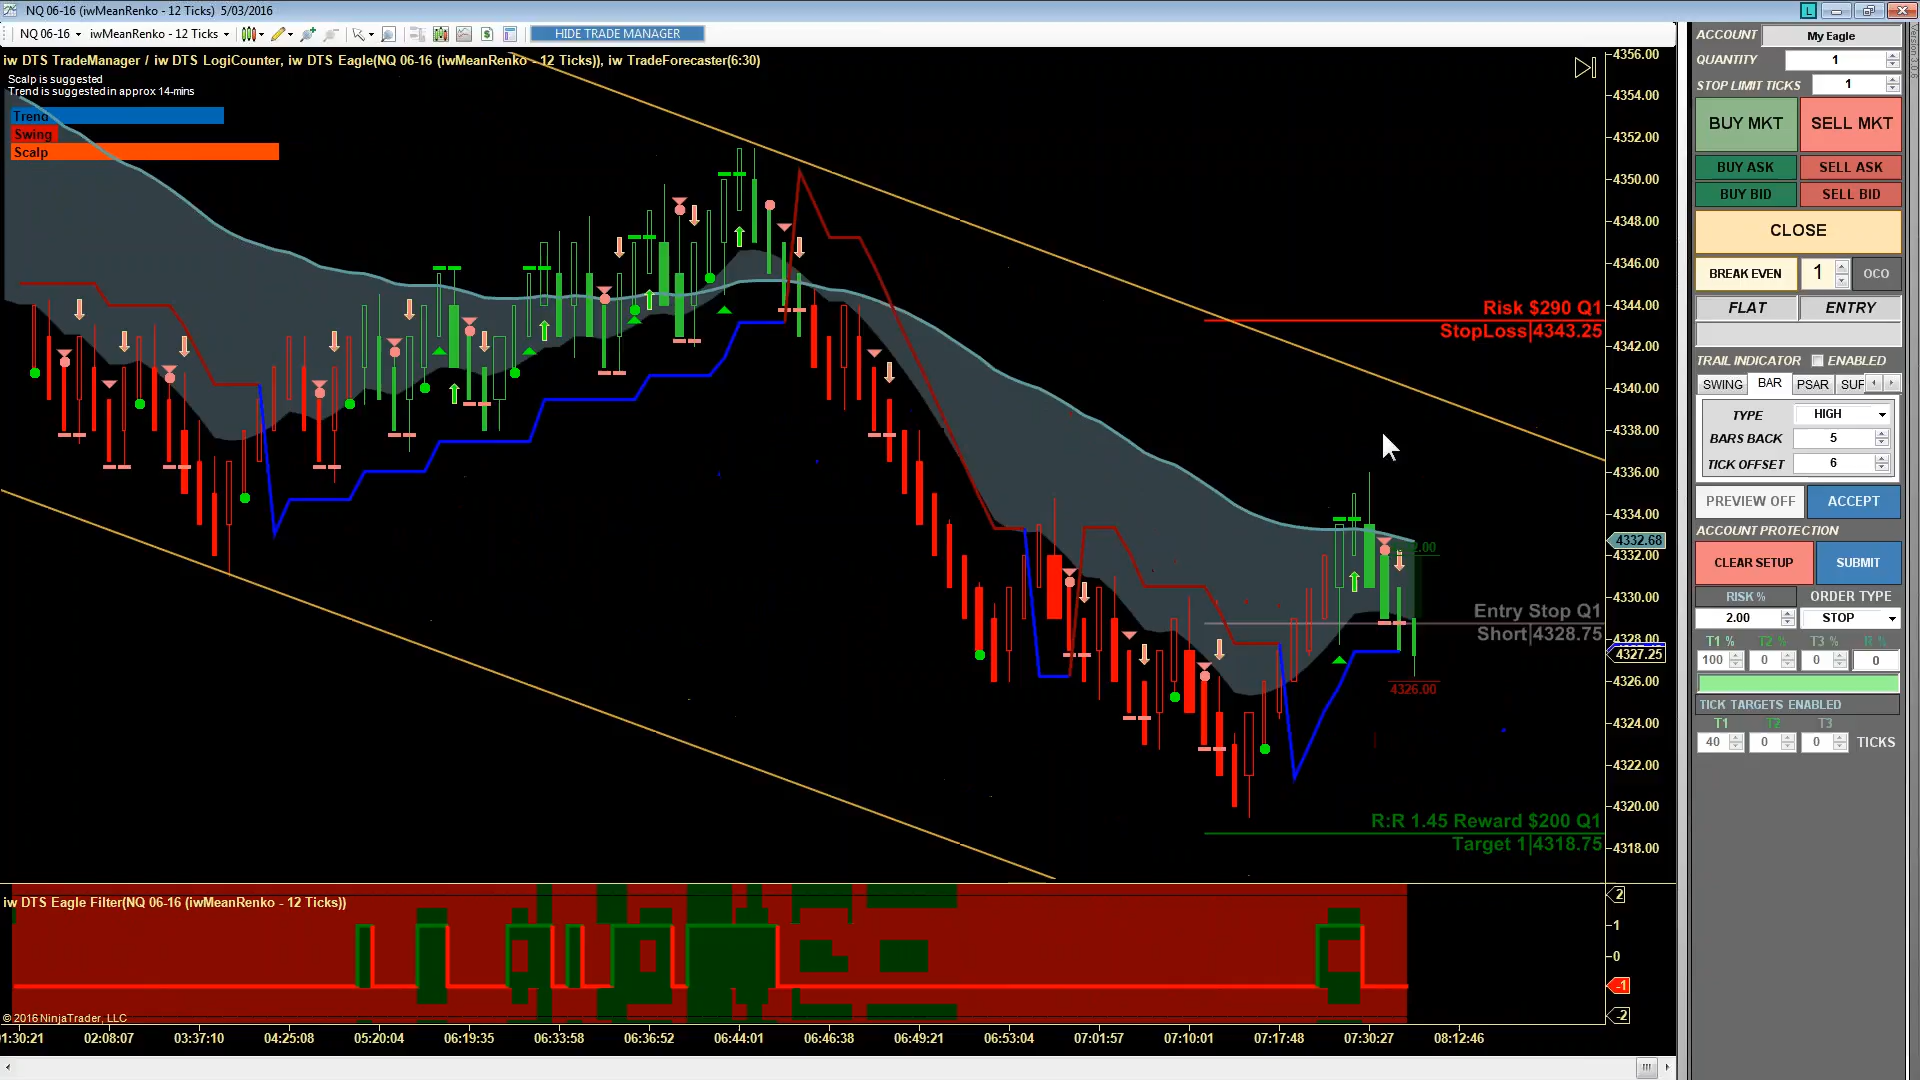 NQ 06-16 (iwMeanRenko - 12 Ticks)  5/03/2016
NQ 06-16 iwMeanRenko - 12 Ticks HIDE TRADE MANAGER
iw DTS TradeManager / iw DTS LogiCounter, iw DTS Eagle(NQ 06-16 (iwMeanRenko - 12 Ticks)), iw TradeForecaster(6:30)
Scalp is suggested
Trend is suggested in approx 14-mins
Trend
Swing
Scalp
Risk $290 Q1
StopLoss|4343.25
Entry Stop Q1
Short|4328.75
4326.00
R:R 1.45 Reward $200 Q1
Target 1|4318.75
4356.00
4354.00
4352.00
4350.00
4348.00
4346.00
4344.00
4342.00
4340.00
4338.00
4336.00
4334.00
4332.68
4332.00
4330.00
4328.00
4327.25
4326.00
4324.00
4322.00
4320.00
4318.00
iw DTS Eagle Filter(NQ 06-16 (iwMeanRenko - 12 Ticks))
2
1
0
-1
-2
© 2016 NinjaTrader, LLC
1:30:21 02:08:07 03:37:10 04:25:08 05:20:04 06:19:35 06:33:58 06:36:52 06:44:01 06:46:38 06:49:21 06:53:04 07:01:57 07:10:01 07:17:48 07:30:27 08:12:46
L
ACCOUNT My Eagle
QUANTITY 1
STOP LIMIT TICKS 1
BUY MKT SELL MKT
BUY ASK SELL ASK
BUY BID SELL BID
CLOSE
BREAK EVEN 1 OCO
FLAT ENTRY
TRAIL INDICATOR ENABLED
SWING BAR PSAR SUF
TYPE HIGH
BARS BACK 5
TICK OFFSET 6
PREVIEW OFF ACCEPT
ACCOUNT PROTECTION
CLEAR SETUP SUBMIT
RISK % ORDER TYPE
2.00 STOP
T1 % T2 % T3 % R %
100 0 0 0
TICK TARGETS ENABLED
T1 T2 T3
40 0 0 TICKS